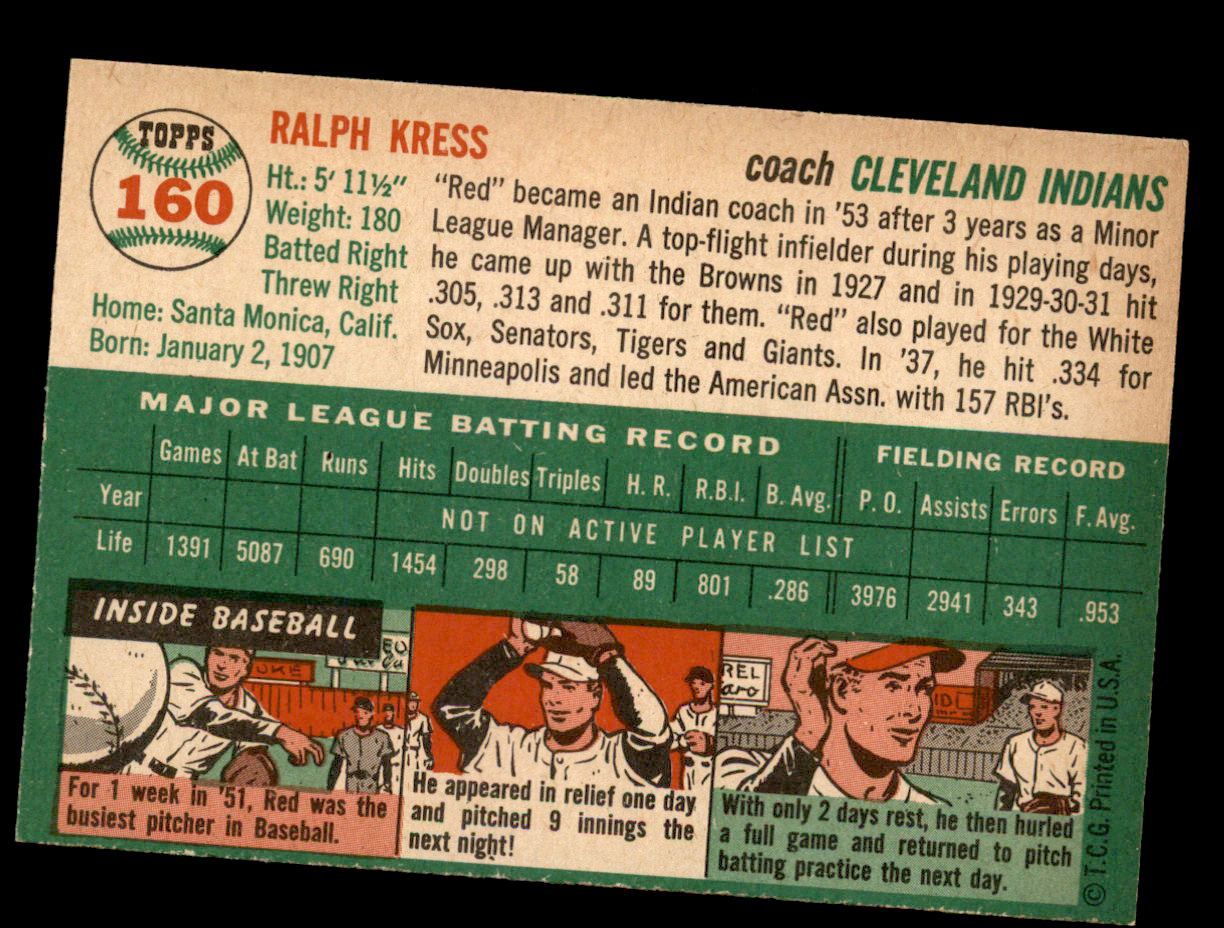 TOPPS
160
RALPH KRESS
Ht.: 5' 11½"
Weight: 180
Batted Right
Threw Right
Home: Santa Monica, Calif.
Born: January 2, 1907
coach CLEVELAND INDIANS
"Red" became an Indian coach in '53 after 3 years as a Minor
League Manager. A top-flight infielder during his playing days,
he came up with the Browns in 1927 and in 1929-30-31 hit
.305, .313 and .311 for them. "Red" also played for the White
Sox, Senators, Tigers and Giants. In '37, he hit .334 for
Minneapolis and led the American Assn. with 157 RBI's.
MAJOR LEAGUE BATTING RECORD FIELDING RECORD
Games At Bat Runs Hits Doubles Triples H. R. R.B.I. B. Avg. P. O. Assists Errors F. Avg.
Year NOT ON ACTIVE PLAYER LIST
Life 1391 5087 690 1454 298 58 89 801 .286 3976 2941 343 .953
INSIDE BASEBALL
For 1 week in '51, Red was the
busiest pitcher in Baseball.
He appeared in relief one day
and pitched 9 innings the
next night!
REL
With only 2 days rest, he then hurled
a full game and returned to pitch
batting practice the next day.
© T.C.G. Printed in U.S.A.